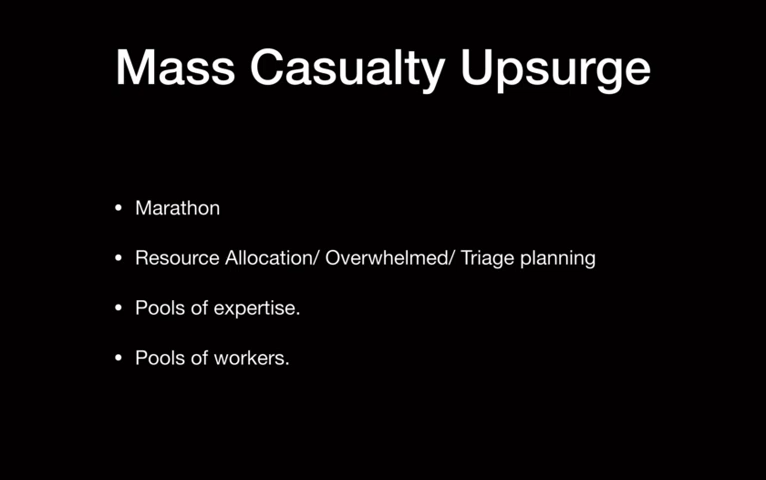 Mass Casualty Upsurge
• Marathon
• Resource Allocation/ Overwhelmed/ Triage planning
• Pools of expertise.
• Pools of workers.